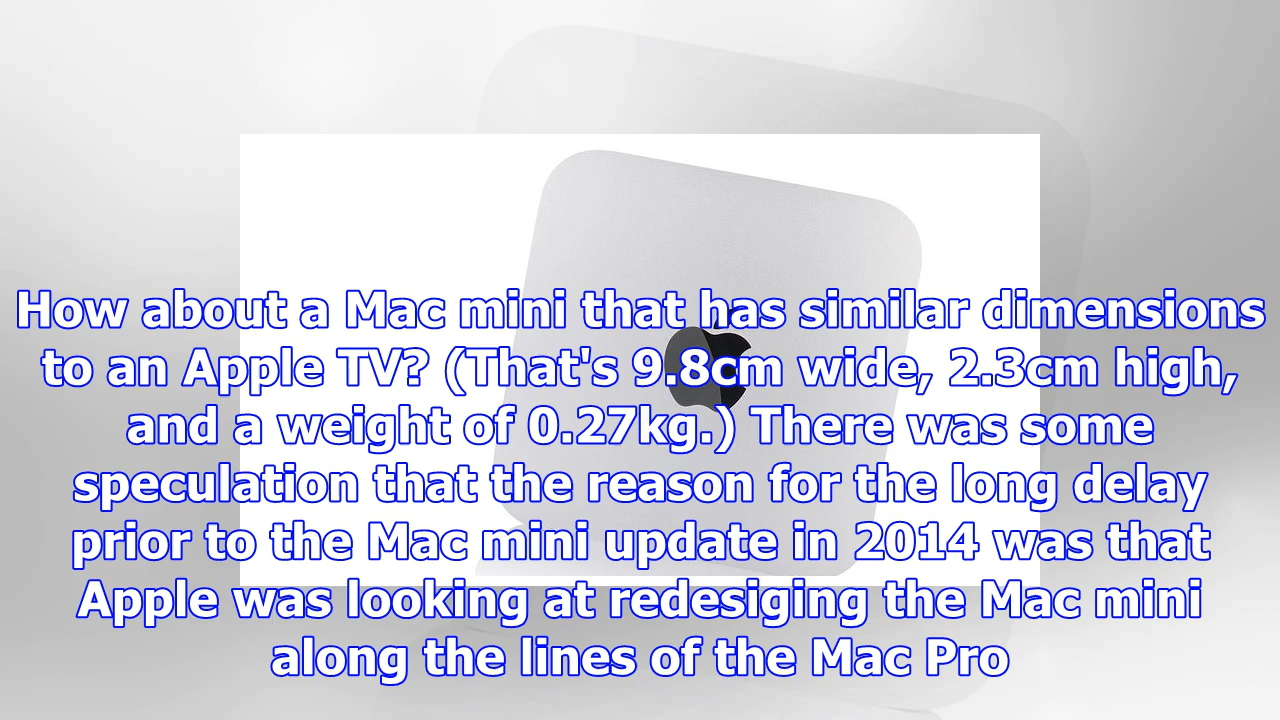 How about a Mac mini that has similar dimensions
to an Apple TV? (That's 9.8cm wide, 2.3cm high,
and a weight of 0.27kg.) There was some
speculation that the reason for the long delay
prior to the Mac mini update in 2014 was that
Apple was looking at redesiging the Mac mini
along the lines of the Mac Pro